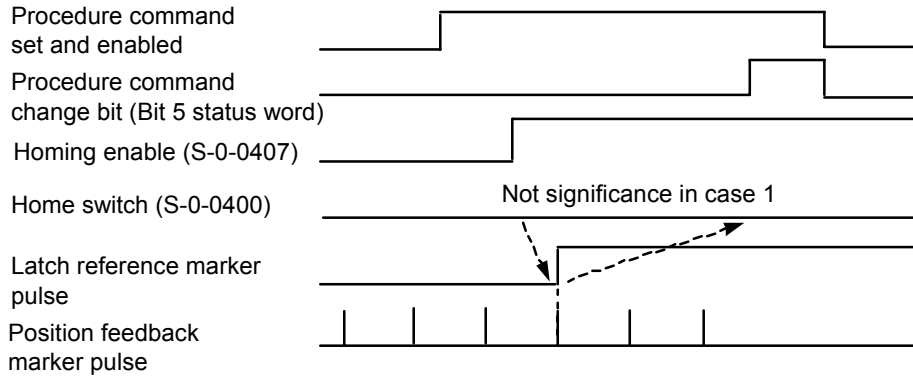 Procedure command
set and enabled
Procedure command
change bit (Bit 5 status word)
Homing enable (S-0-0407)
Home switch (S-0-0400)
Not significance in case 1
Latch reference marker
pulse
Position feedback
marker pulse